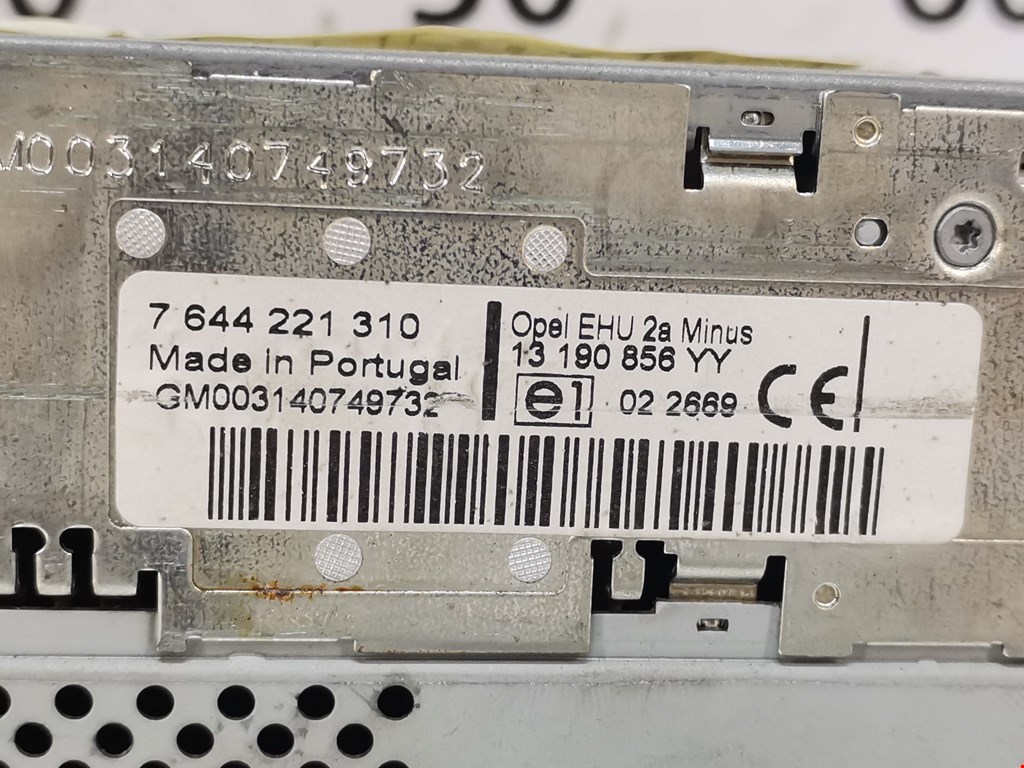 M003140749732
7 644 221 310
Made in Portugal
GM003140749732
Opel EHU 2a Minus
13 190 856 YY
e1 02 2669 CE